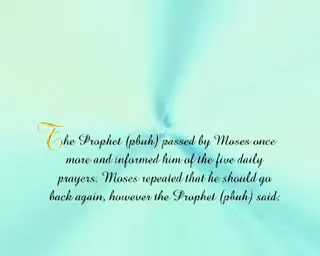 The Prophet (pbuh) passed by Moses once
more and informed him of the five daily
prayers. Moses repeated that he should go
back again, however the Prophet (pbuh) said: